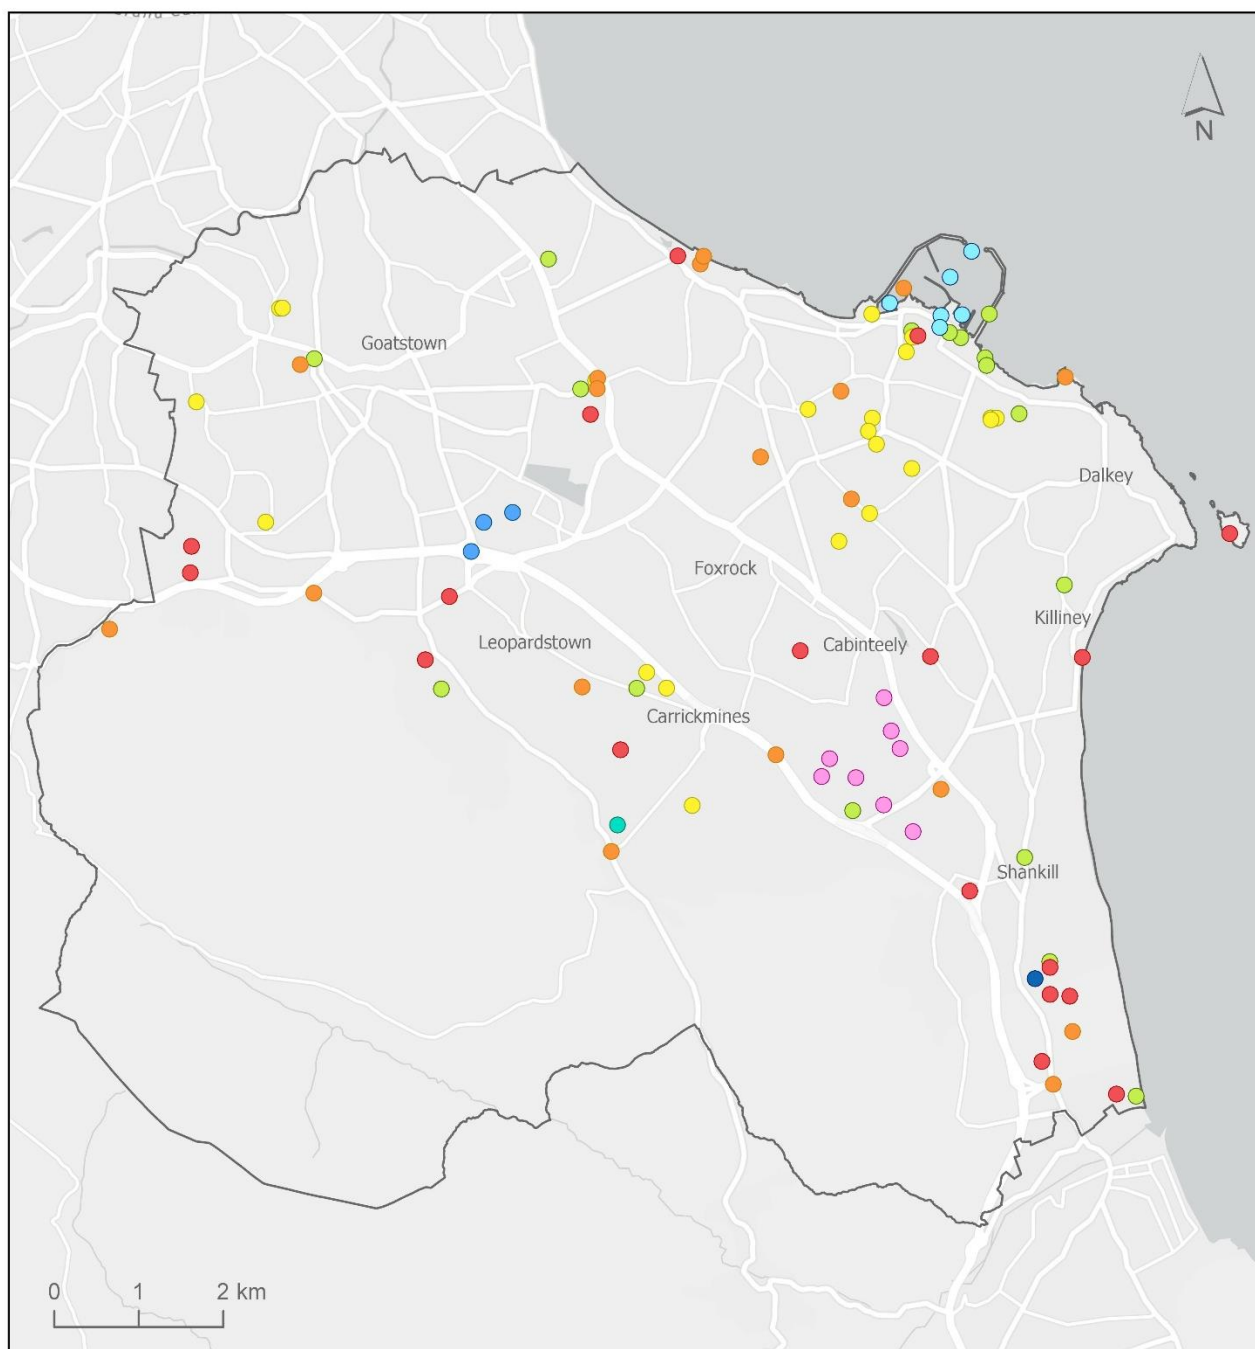 N
Goatstown
Dalkey
Foxrock
Killiney
Leopardstown
Cabinteely
Carrickmines
Shankill
0 1 2 km